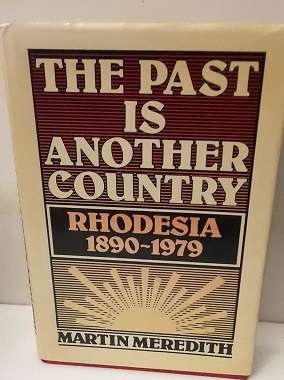 THE PAST
IS
ANOTHER
COUNTRY
RHODESIA
1890~1979
MARTIN MEREDITH